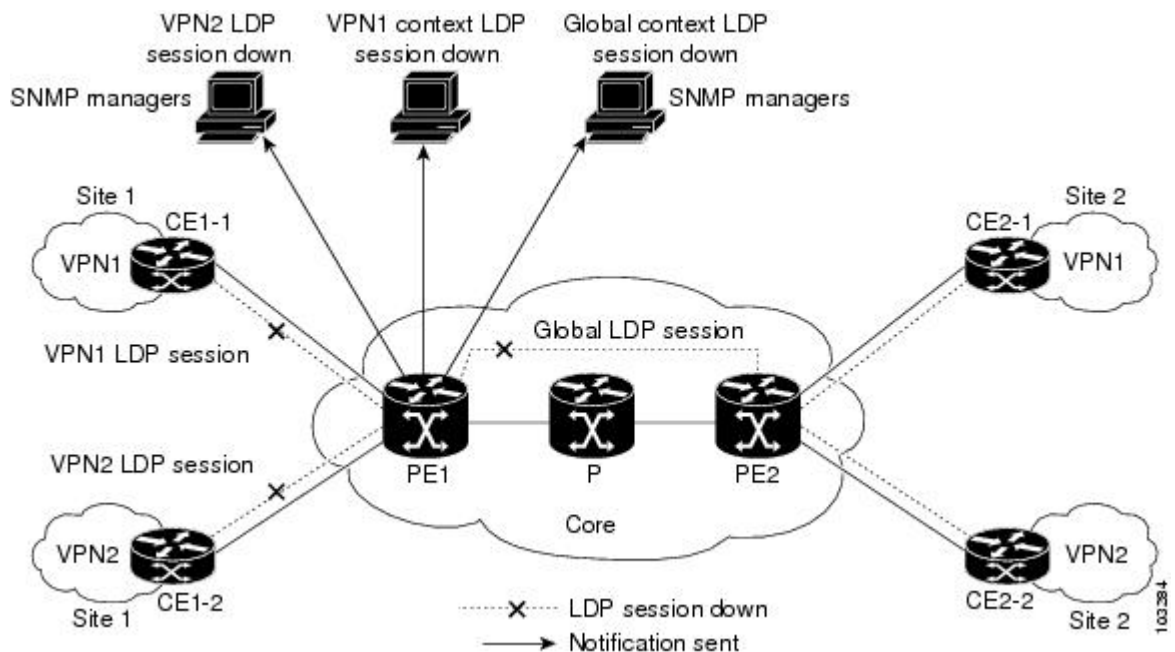 VPN2 LDP
session down
VPN1 context LDP
session down
Global context LDP
session down
SNMP managers
SNMP managers
Site 1
CE1-1
VPN1
CE2-1
Site 2
VPN1
VPN1 LDP session
Global LDP session
VPN2 LDP session
PE1
P
PE2
Core
VPN2
Site 1
CE1-2
VPN2
CE2-2
Site 2
LDP session down
Notification sent
103384